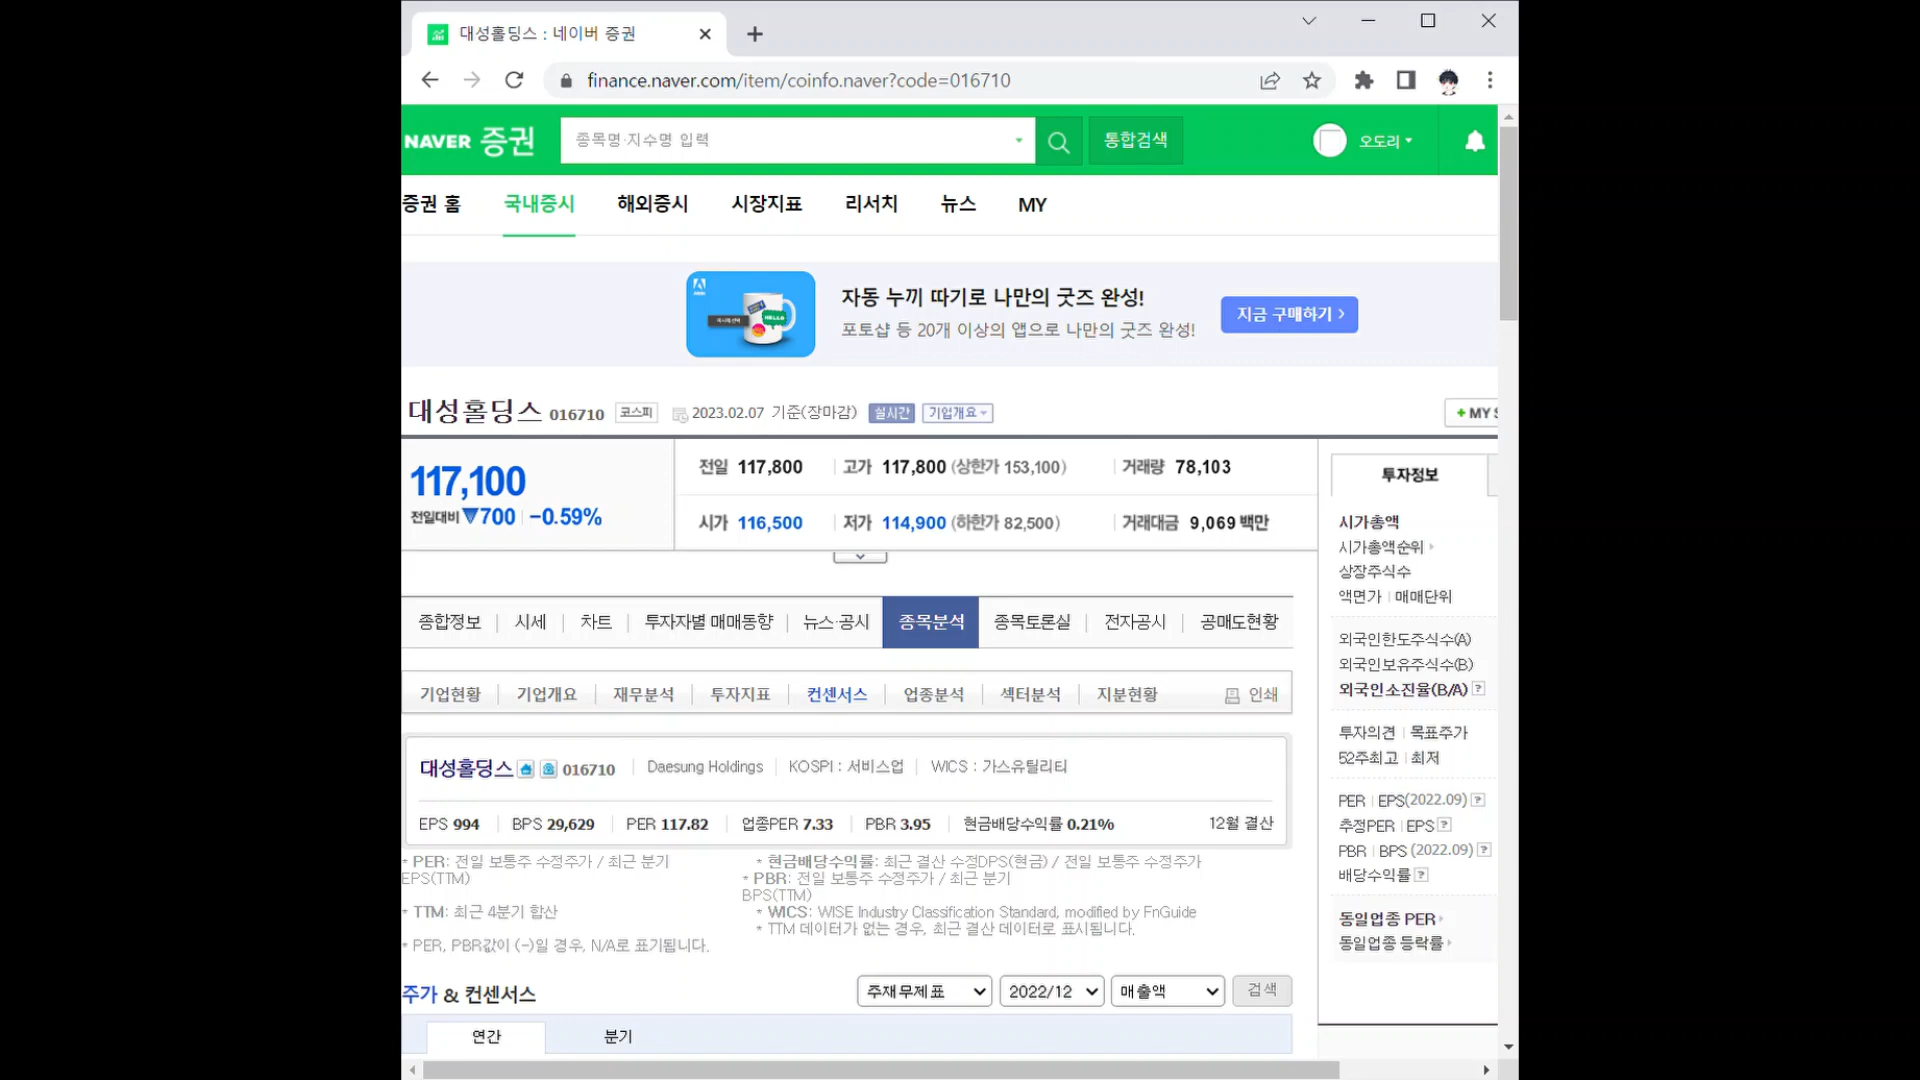 대성홀딩스 : 네이버 증권
finance.naver.com/item/coinfo.naver?code=016710
NAVER 증권
종목명·지수명 입력
통합검색
오도리
증권 홈
국내증시
해외증시
시장지표
리서치
뉴스
MY
자동 누끼 따기로 나만의 굿즈 완성!
포토샵 등 20개 이상의 앱으로 나만의 굿즈 완성!
지금 구매하기 >
HELLO
대성홀딩스 016710 코스피 2023.02.07 기준(장마감) 실시간 기업개요
+ MY S
117,100
전일대비 ▼700 -0.59%
전일 117,800 고가 117,800 (상한가 153,100) 거래량 78,103
시가 116,500 저가 114,900 (하한가 82,500) 거래대금 9,069 백만
종합정보 시세 차트 투자자별 매매동향 뉴스·공시 종목분석 종목토론실 전자공시 공매도현황
기업현황 기업개요 재무분석 투자지표 컨센서스 업종분석 섹터분석 지분현황 인쇄
대성홀딩스 016710 Daesung Holdings KOSPI : 서비스업 WICS : 가스유틸리티
EPS 994 BPS 29,629 PER 117.82 업종PER 7.33 PBR 3.95 현금배당수익률 0.21% 12월 결산
* PER: 전일 보통주 수정주가 / 최근 분기
EPS(TTM)
* TTM: 최근 4분기 합산
* PER, PBR값이 (-)일 경우, N/A로 표기됩니다.
* 현금배당수익률: 최근 결산 수정DPS(현금) / 전일 보통주 수정주가
* PBR: 전일 보통주 수정주가 / 최근 분기
BPS(TTM)
* WICS: WISE Industry Classification Standard, modified by FnGuide
* TTM 데이터가 없는 경우, 최근 결산 데이터로 표시됩니다.
주가 & 컨센서스
주재무제표 2022/12 매출액 검색
연간 분기
투자정보
시가총액
시가총액순위
상장주식수
액면가 | 매매단위
외국인한도주식수(A)
외국인보유주식수(B)
외국인소진율(B/A) ?
투자의견 | 목표주가
52주최고 | 최저
PER | EPS(2022.09) ?
추정PER | EPS ?
PBR | BPS (2022.09) ?
배당수익률 ?
동일업종 PER
동일업종 등락률